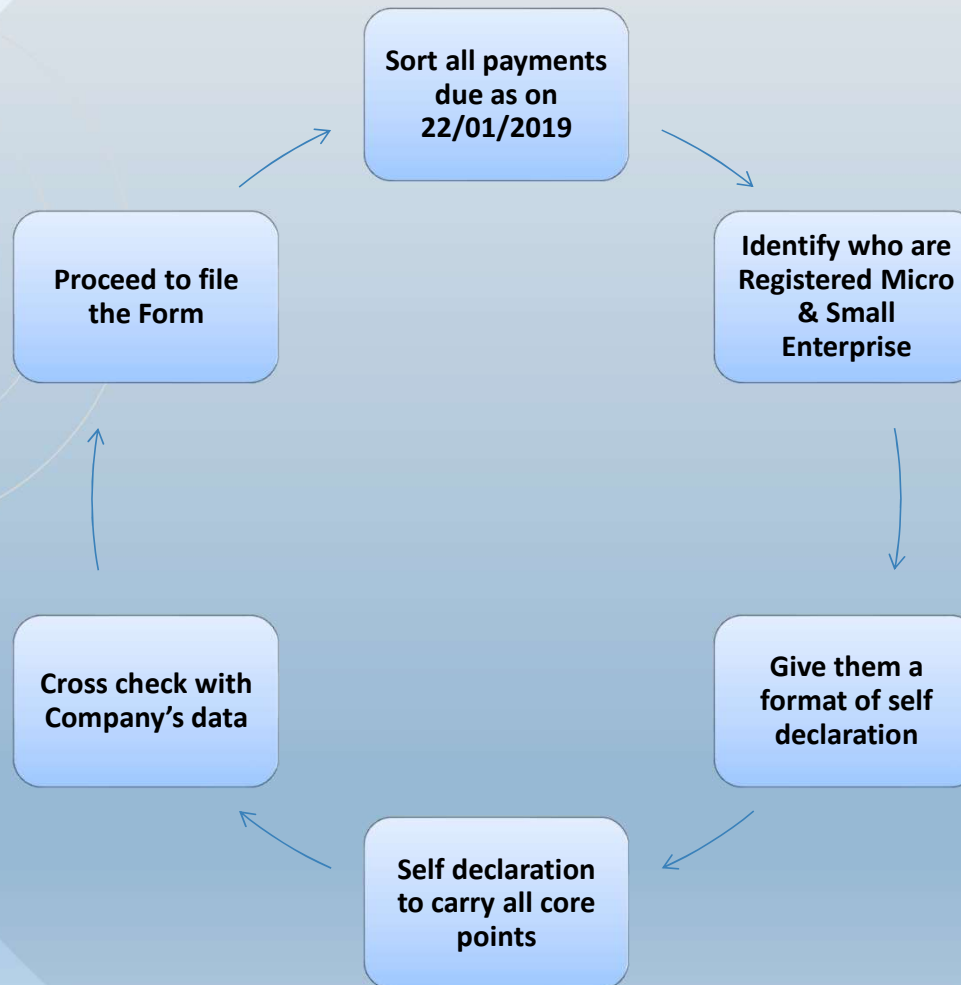 Sort all payments
due as on
22/01/2019
Identify who are
Registered Micro
& Small
Enterprise
Give them a
format of self
declaration
Self declaration
to carry all core
points
Cross check with
Company’s data
Proceed to file
the Form